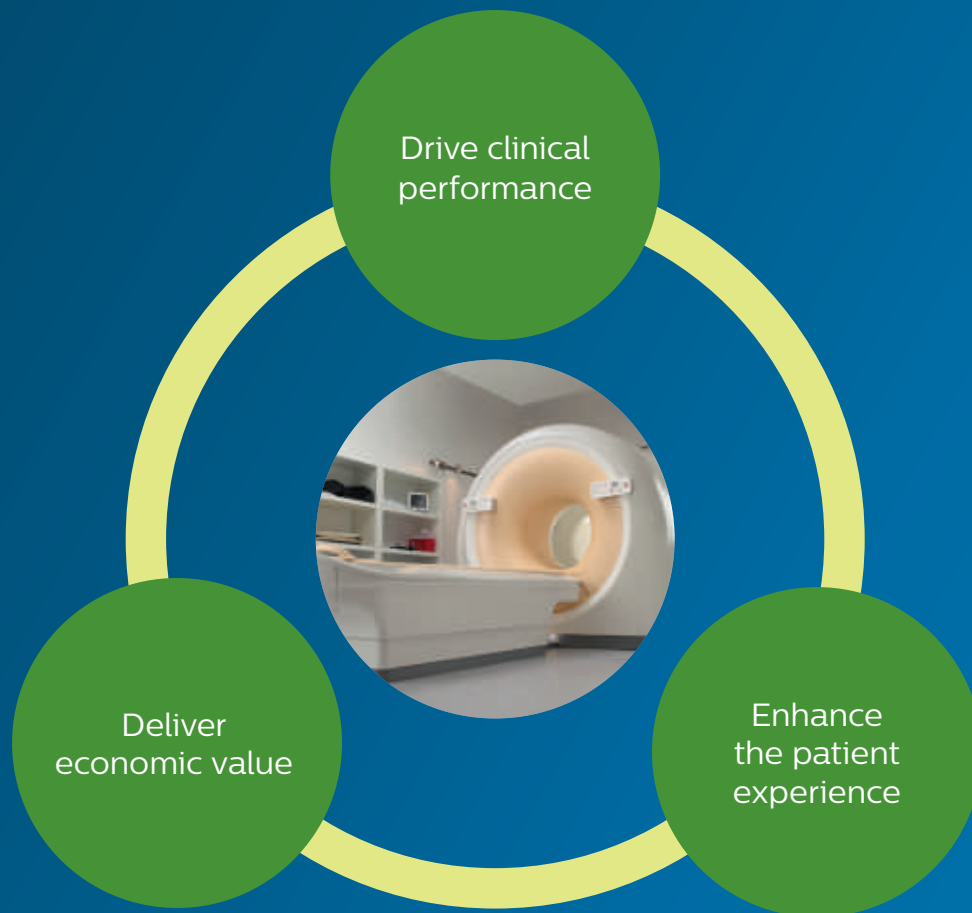 Drive clinical
performance
Deliver
economic value
Enhance
the patient
experience